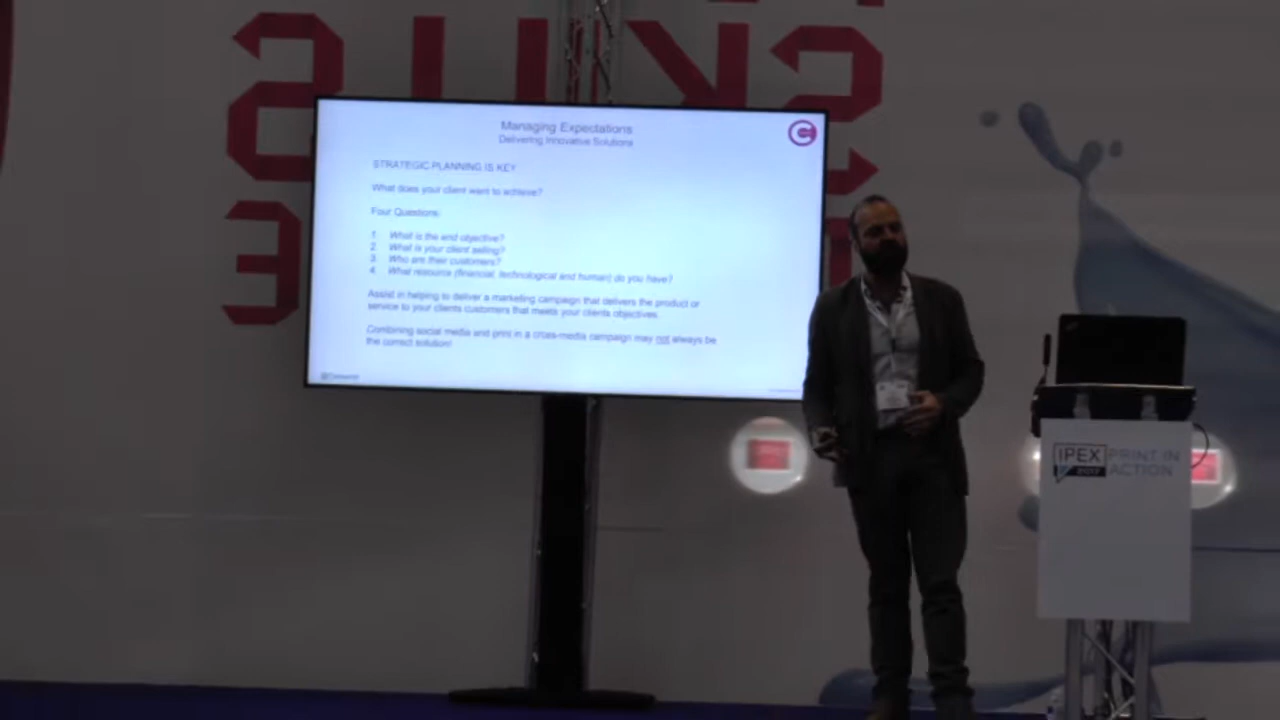 Managing Expectations
Delivering Innovative Solutions
STRATEGIC PLANNING IS KEY
What does your client want to achieve?
Four Questions:
1. What is the end objective?
2. What is your client selling?
3. Who are their customers?
4. What resource (financial, technological and human) do you have?
Assist in helping to deliver a marketing campaign that delivers the product or
service to your clients customers that meets your clients objectives.
Combining social media and print in a cross-media campaign may not always be
the correct solution!
IPEX PRINT IN
2017 ACTION